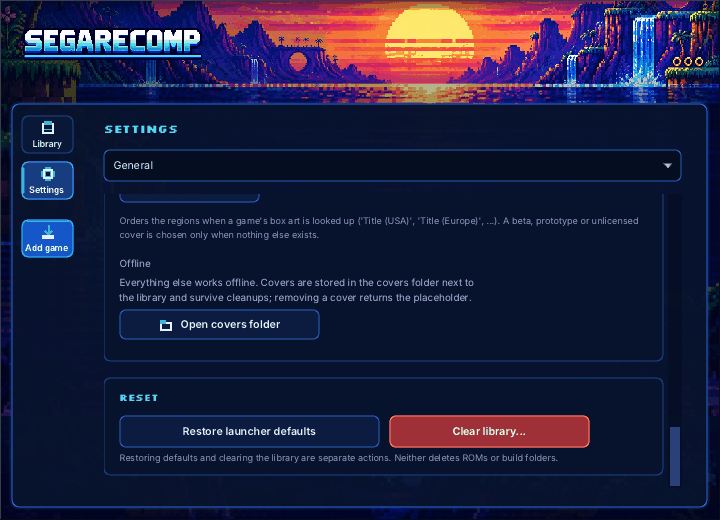 SEGARECOMP
SETTINGS
Library
General
Settings
Add game
Orders the regions when a game's box art is looked up ('Title (USA)', 'Title (Europe)', ...). A beta, prototype or unlicensed
cover is chosen only when nothing else exists.
Offline
Everything else works offline. Covers are stored in the covers folder next to
the library and survive cleanups; removing a cover returns the placeholder.
Open covers folder
RESET
Restore launcher defaults
Clear library...
Restoring defaults and clearing the library are separate actions. Neither deletes ROMs or build folders.